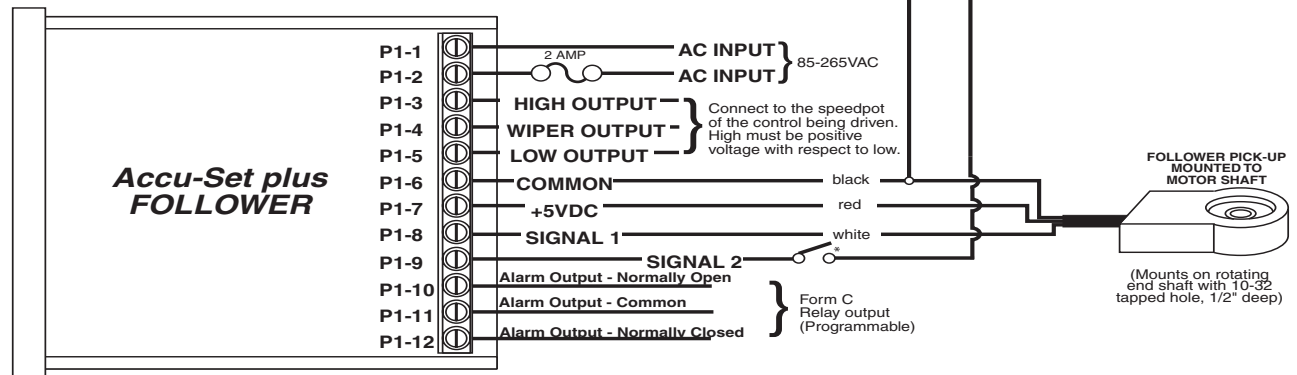 P1-1
AC INPUT
2 AMP
P1-2
AC INPUT
85-265VAC
P1-3
HIGH OUTPUT
P1-4
WIPER OUTPUT
P1-5
LOW OUTPUT
Connect to the speedpot
of the control being driven.
High must be positive
voltage with respect to low.
Accu-Set plus
FOLLOWER
P1-6
COMMON
black
P1-7
+5VDC
red
P1-8
SIGNAL 1
white
P1-9
SIGNAL 2
*
P1-10
Alarm Output - Normally Open
P1-11
Alarm Output - Common
P1-12
Alarm Output - Normally Closed
Form C
Relay output
(Programmable)
FOLLOWER PICK-UP
MOUNTED TO
MOTOR SHAFT
(Mounts on rotating
end shaft with 10-32
tapped hole, 1/2" deep)